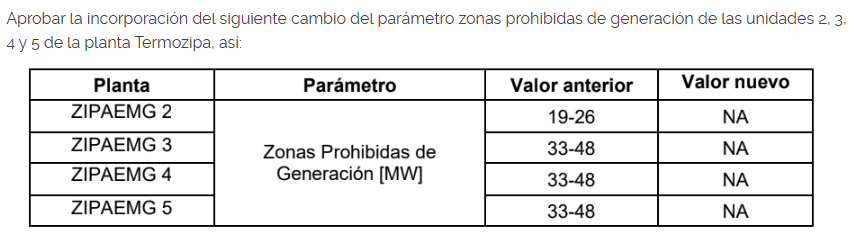 Aprobar la incorporación del siguiente cambio del parámetro zonas prohibidas de generación de las unidades 2, 3,
4 y 5 de la planta Termozipa, así:
Planta Parámetro Valor anterior Valor nuevo
ZIPAEMG 2 19-26 NA
ZIPAEMG 3 33-48 NA
Zonas Prohibidas de
Generación [MW]
ZIPAEMG 4 33-48 NA
ZIPAEMG 5 33-48 NA